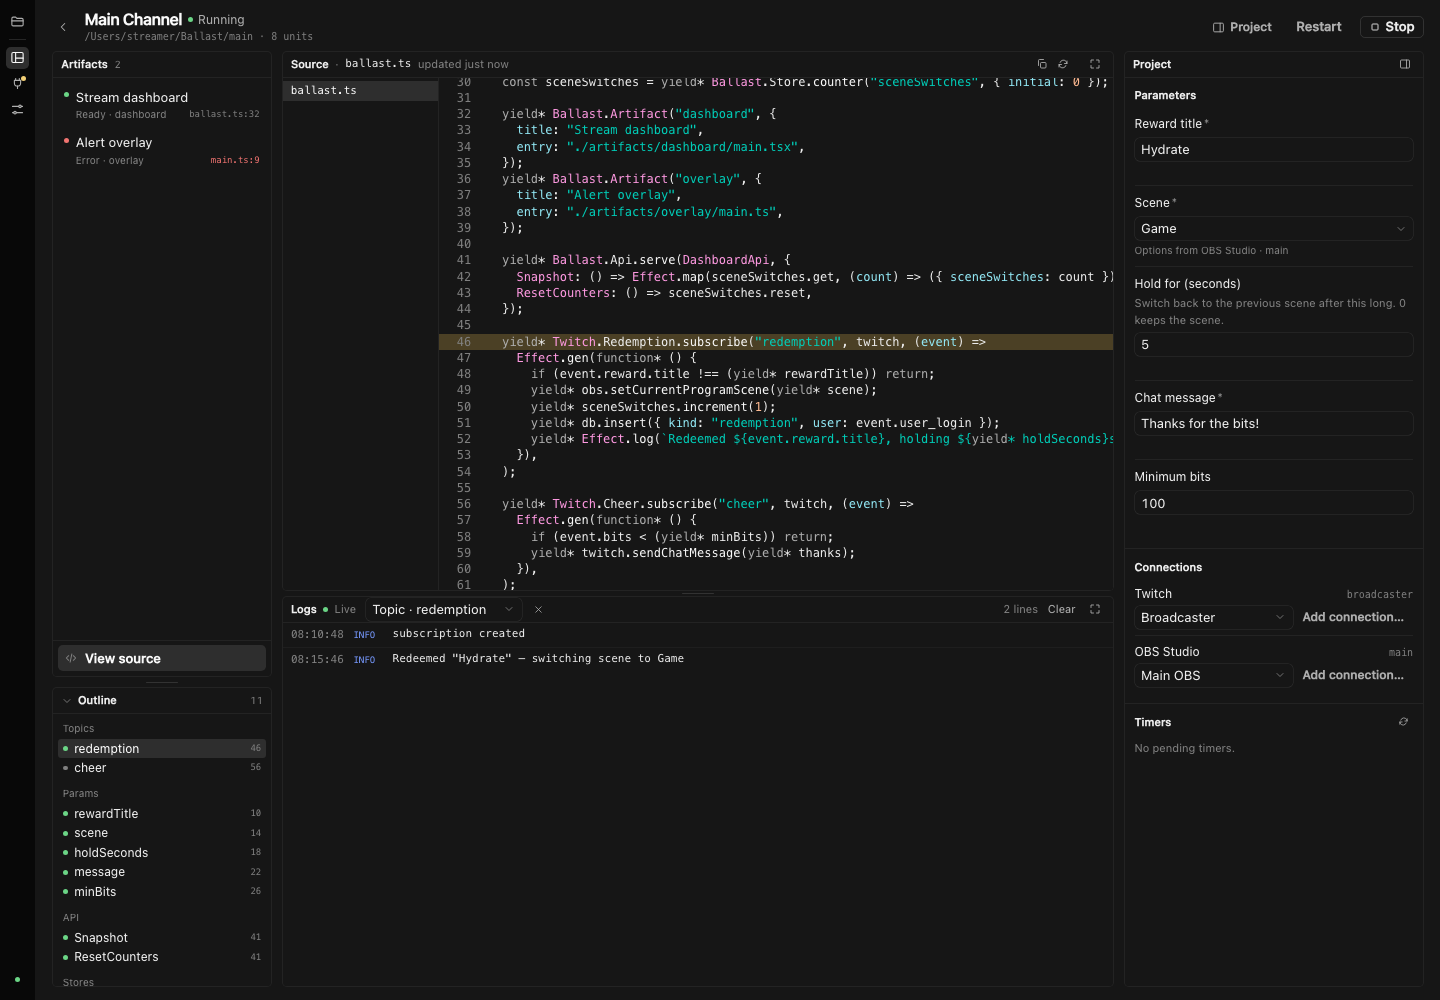 Main Channel Running
/Users/streamer/Ballast/main · 8 units
Project Restart Stop
Artifacts 2
Stream dashboard
Ready · dashboard ballast.ts:32
Alert overlay
Error · overlay main.ts:9
View source
Outline 11
Topics
redemption 46
cheer 56
Params
rewardTitle 10
scene 14
holdSeconds 18
message 22
minBits 26
API
Snapshot 41
ResetCounters 41
Stores
Source · ballast.ts updated just now
ballast.ts
30 const sceneSwitches = yield* Ballast.Store.counter("sceneSwitches", { initial: 0 });
31
32 yield* Ballast.Artifact("dashboard", {
33 title: "Stream dashboard",
34 entry: "./artifacts/dashboard/main.tsx",
35 });
36 yield* Ballast.Artifact("overlay", {
37 title: "Alert overlay",
38 entry: "./artifacts/overlay/main.ts",
39 });
40
41 yield* Ballast.Api.serve(DashboardApi, {
42 Snapshot: () => Effect.map(sceneSwitches.get, (count) => ({ sceneSwitches: count })
43 ResetCounters: () => sceneSwitches.reset,
44 });
45
46 yield* Twitch.Redemption.subscribe("redemption", twitch, (event) =>
47 Effect.gen(function* () {
48 if (event.reward.title !== (yield* rewardTitle)) return;
49 yield* obs.setCurrentProgramScene(yield* scene);
50 yield* sceneSwitches.increment(1);
51 yield* db.insert({ kind: "redemption", user: event.user_login });
52 yield* Effect.log(`Redeemed ${event.reward.title}, holding ${yield* holdSeconds}s
53 }),
54 );
55
56 yield* Twitch.Cheer.subscribe("cheer", twitch, (event) =>
57 Effect.gen(function* () {
58 if (event.bits < (yield* minBits)) return;
59 yield* twitch.sendChatMessage(yield* thanks);
60 }),
61 );
Logs Live Topic · redemption 2 lines Clear
08:10:48 INFO subscription created
08:15:46 INFO Redeemed "Hydrate" — switching scene to Game
Project
Parameters
Reward title*
Hydrate
Scene*
Game
Options from OBS Studio · main
Hold for (seconds)
Switch back to the previous scene after this long. 0
keeps the scene.
5
Chat message*
Thanks for the bits!
Minimum bits
100
Connections
Twitch broadcaster
Broadcaster Add connection...
OBS Studio main
Main OBS Add connection...
Timers
No pending timers.